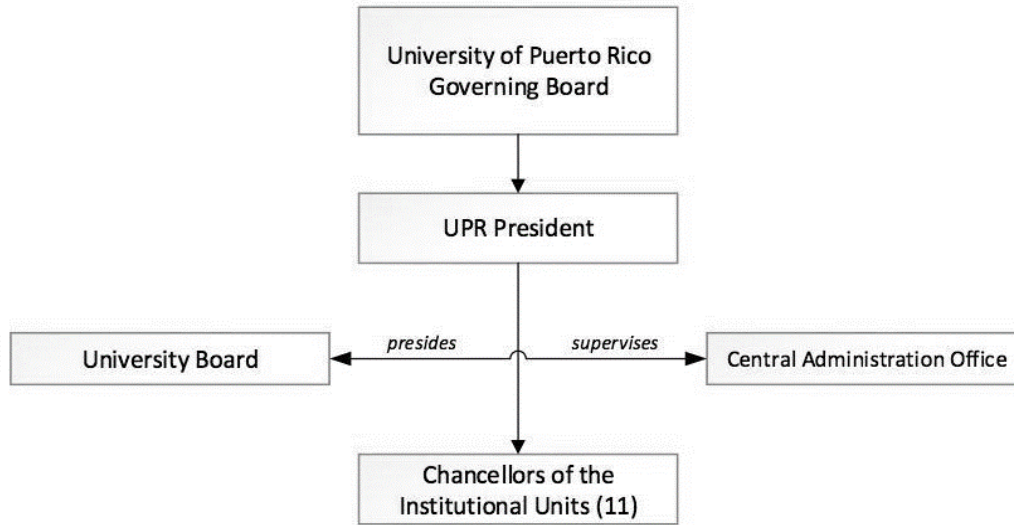 University of Puerto Rico
Governing Board
UPR President
presides
supervises
University Board
Central Administration Office
Chancellors of the
Institutional Units (11)